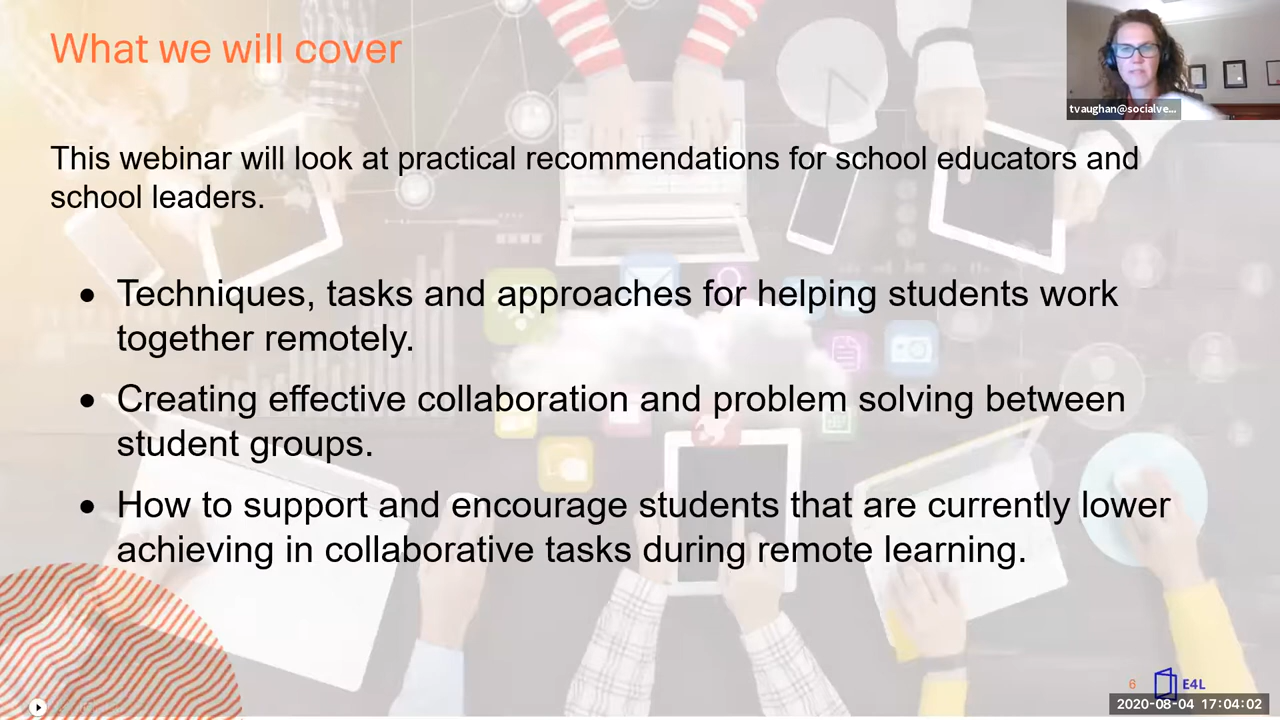 What we will cover
tvaughan@socialve...
This webinar will look at practical recommendations for school educators and
school leaders.
• Techniques, tasks and approaches for helping students work
together remotely.
• Creating effective collaboration and problem solving between
student groups.
• How to support and encourage students that are currently lower
achieving in collaborative tasks during remote learning.
6
E4L
2020-08-04 17:04:02